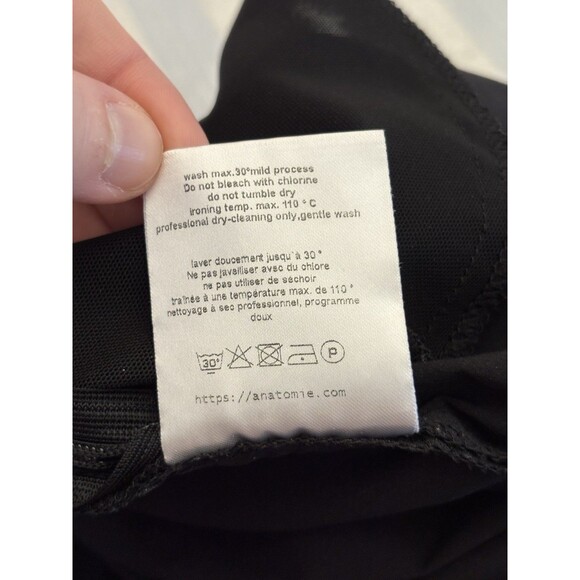 wash max.30°mild process
Do not bleach with chlorine
do not tumble dry
ironing temp. max. 110 °C
professional dry-cleaning only,gentle wash
laver doucement jusqu'à 30 °
Ne pas javalliser avec du chlore
ne pas utiliser de sechoir
traînée à une température max. de 110 °
nettoyage à sec professionnel, programme
doux
30° P
https://anatomie.com